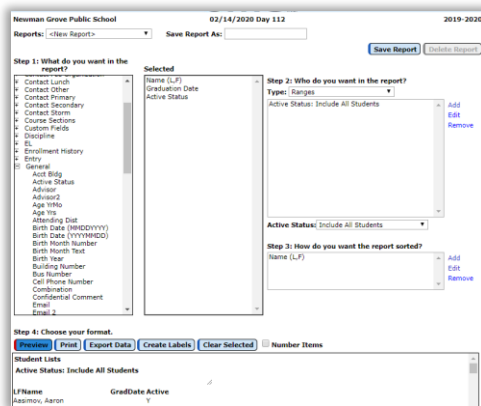 Newman Grove Public School 02/14/2020 Day 112 2019-2020
Reports: <New Report> Save Report As:
Save Report Delete Report
Step 1: What do you want in the report?
Contact Lunch
Contact Other
Contact Primary
Contact Secondary
Contact Storm
Course Sections
Custom Fields
Discipline
EL
Enrollment History
Entry
General
Acct Bldg
Active Status
Advisor
Advisor2
Age YrMo
Age Yrs
Attending Dist
Birth Date (MMDDYYYY)
Birth Date (YYYYMMDD)
Birth Month Number
Birth Month Text
Birth Year
Building Number
Bus Number
Cell Phone Number
Combination
Confidential Comment
Email
Email 2
Selected
Name (L,F)
Graduation Date
Active Status
Step 2: Who do you want in the report?
Type: Ranges
Active Status: Include All Students
Add
Edit
Remove
Active Status: Include All Students
Step 3: How do you want the report sorted?
Name (L,F)
Add
Edit
Remove
Step 4: Choose your format.
Preview Print Export Data Create Labels Clear Selected Number Items
Student Lists
Active Status: Include All Students
LFName GradDate Active
Aasimov, Aaron Y